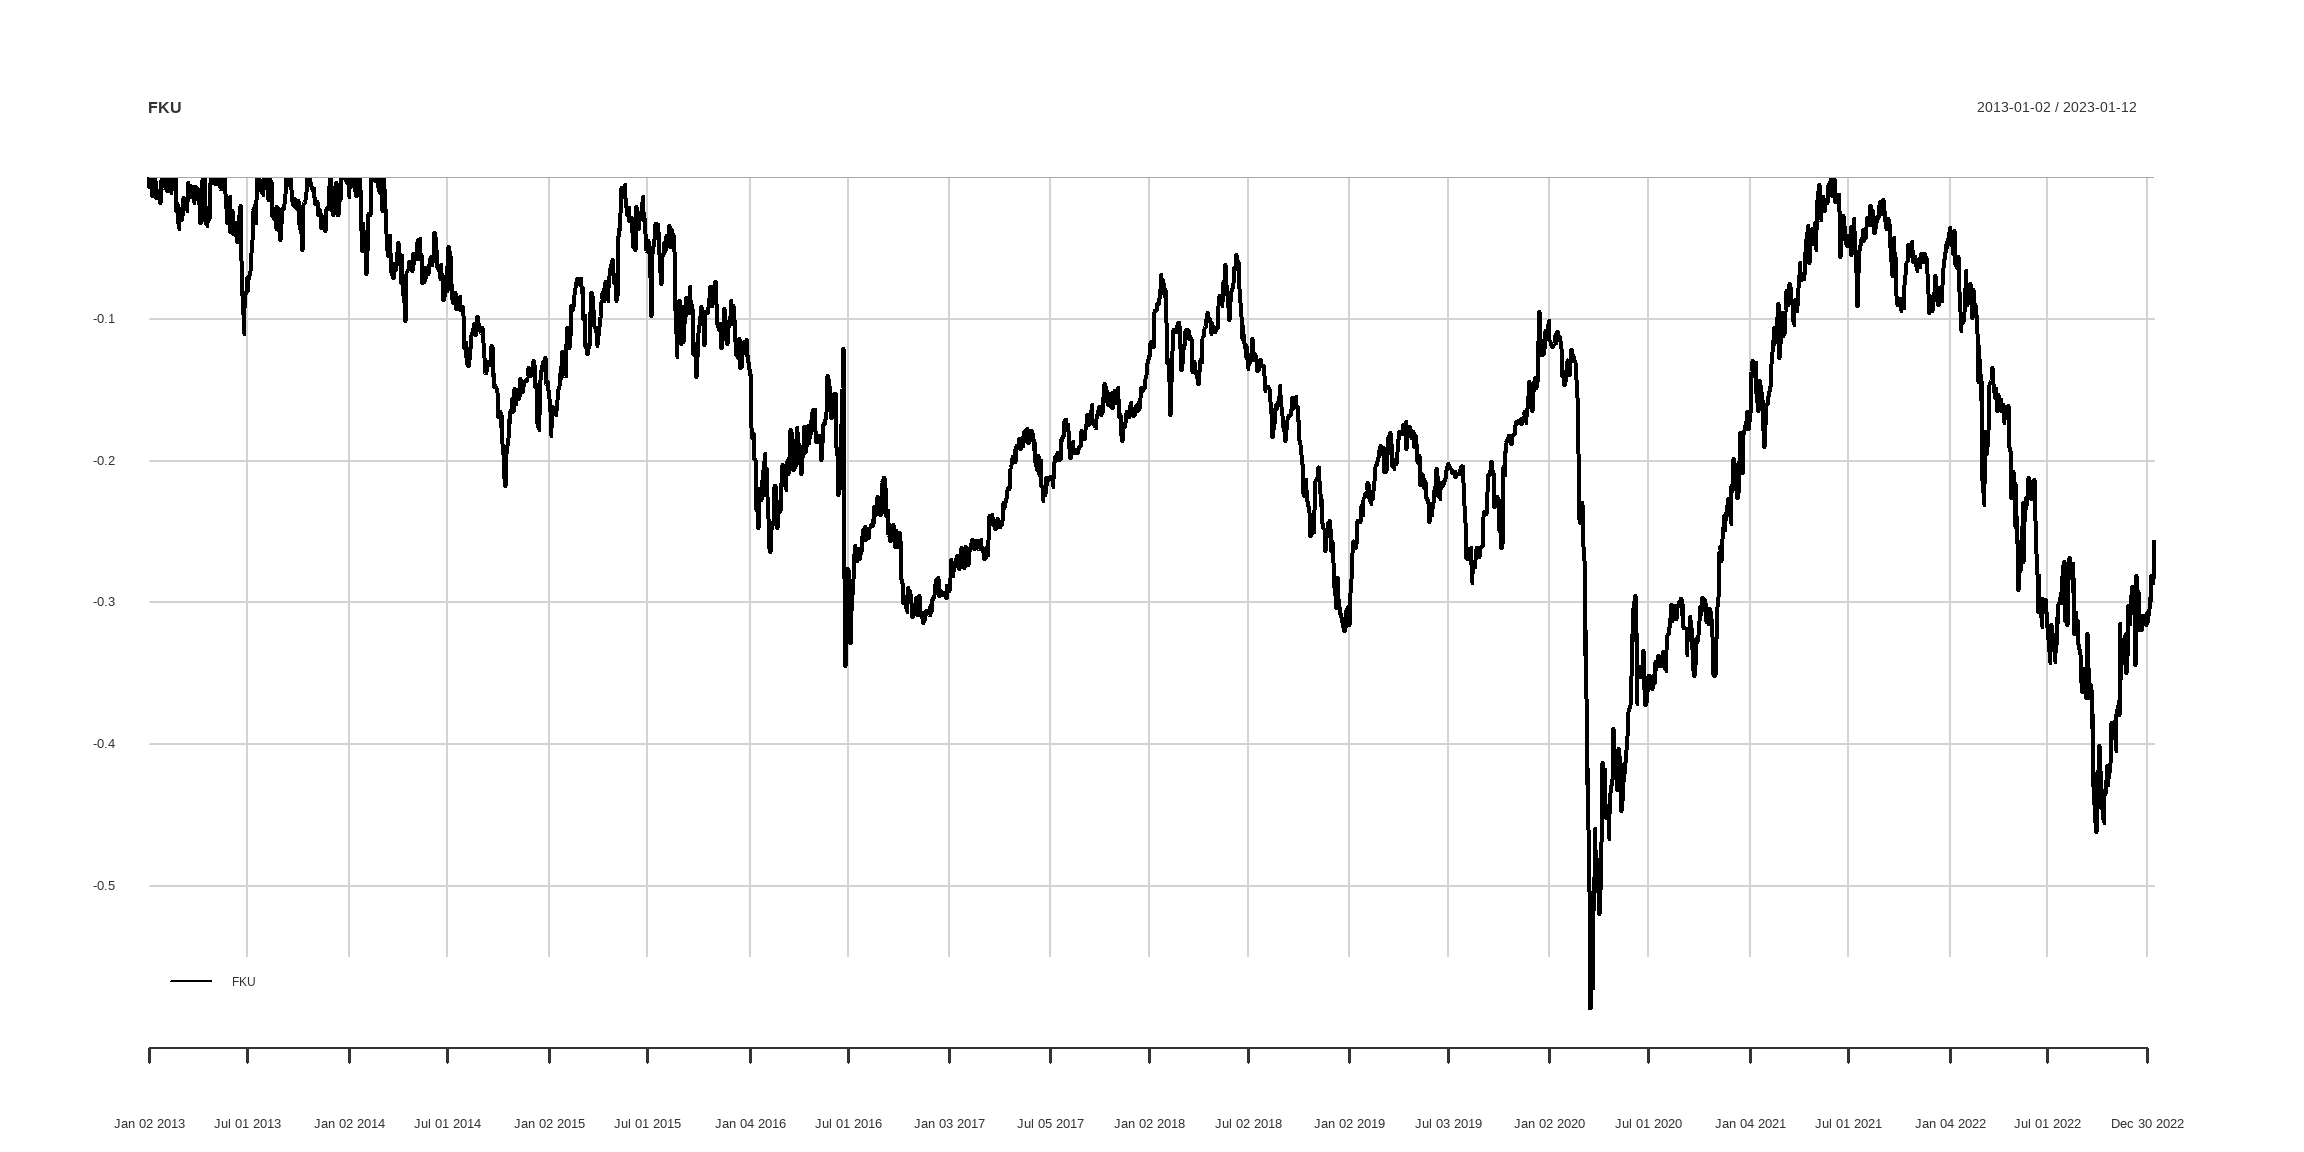 FKU
2013-01-02 / 2023-01-12
-0.1
-0.2
-0.3
-0.4
-0.5
FKU
Jan 02 2013
Jul 01 2013
Jan 02 2014
Jul 01 2014
Jan 02 2015
Jul 01 2015
Jan 04 2016
Jul 01 2016
Jan 03 2017
Jul 05 2017
Jan 02 2018
Jul 02 2018
Jan 02 2019
Jul 03 2019
Jan 02 2020
Jul 01 2020
Jan 04 2021
Jul 01 2021
Jan 04 2022
Jul 01 2022
Dec 30 2022